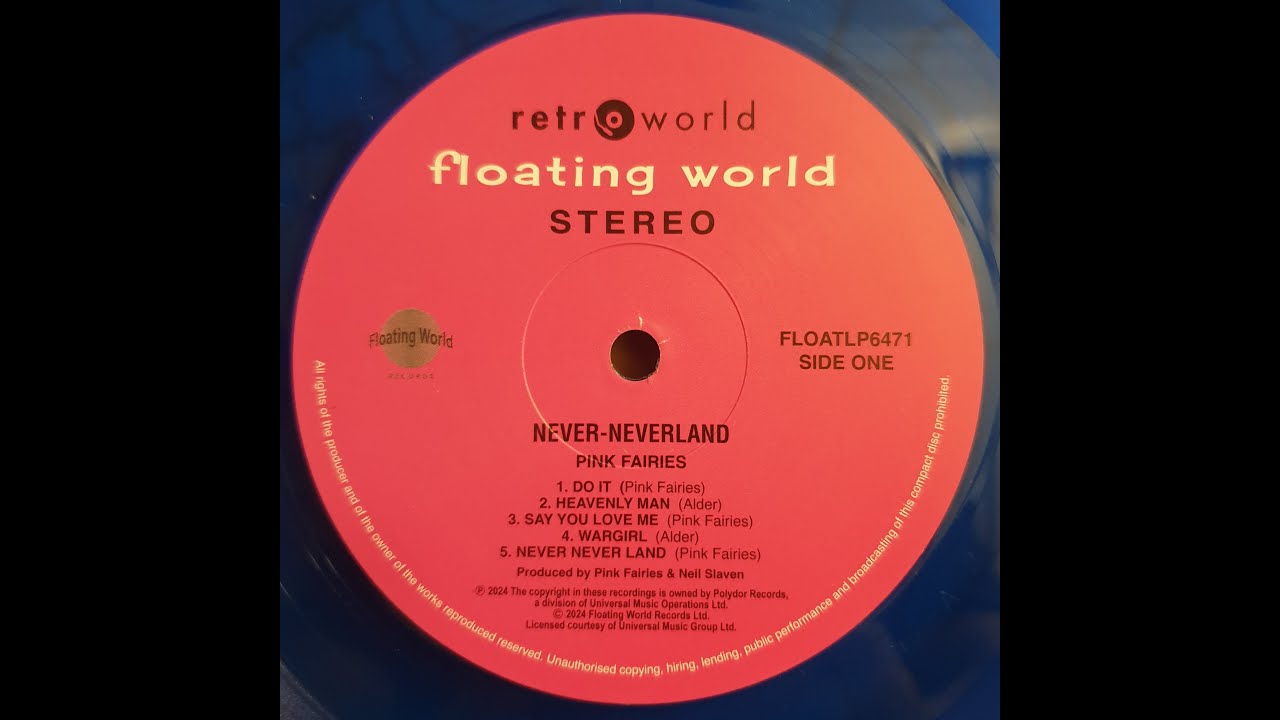 retroworld
floating world
STEREO
Floating World
RECORDS
FLOATLP6471
SIDE ONE
NEVER-NEVERLAND
PINK FAIRIES
1. DO IT (Pink Fairies)
2. HEAVENLY MAN (Alder)
3. SAY YOU LOVE ME (Pink Fairies)
4. WARGIRL (Alder)
5. NEVER NEVER LAND (Pink Fairies)
Produced by Pink Fairies & Neil Slaven
℗ 2024 The copyright in these recordings is owned by Polydor Records,
a division of Universal Music Operations Ltd.
© 2024 Floating World Records Ltd.
Licensed courtesy of Universal Music Group Ltd.
All rights of the producer and of the owner of the works reproduced reserved. Unauthorised copying, hiring, lending, public performance and broadcasting of this compact disc prohibited.